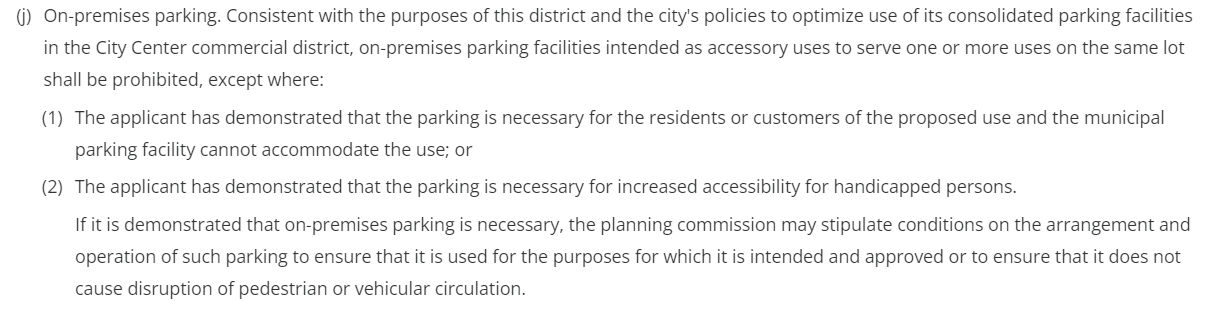 (j) On-premises parking. Consistent with the purposes of this district and the city's policies to optimize use of its consolidated parking facilities
in the City Center commercial district, on-premises parking facilities intended as accessory uses to serve one or more uses on the same lot
shall be prohibited, except where:
(1) The applicant has demonstrated that the parking is necessary for the residents or customers of the proposed use and the municipal
parking facility cannot accommodate the use; or
(2) The applicant has demonstrated that the parking is necessary for increased accessibility for handicapped persons.
If it is demonstrated that on-premises parking is necessary, the planning commission may stipulate conditions on the arrangement and
operation of such parking to ensure that it is used for the purposes for which it is intended and approved or to ensure that it does not
cause disruption of pedestrian or vehicular circulation.